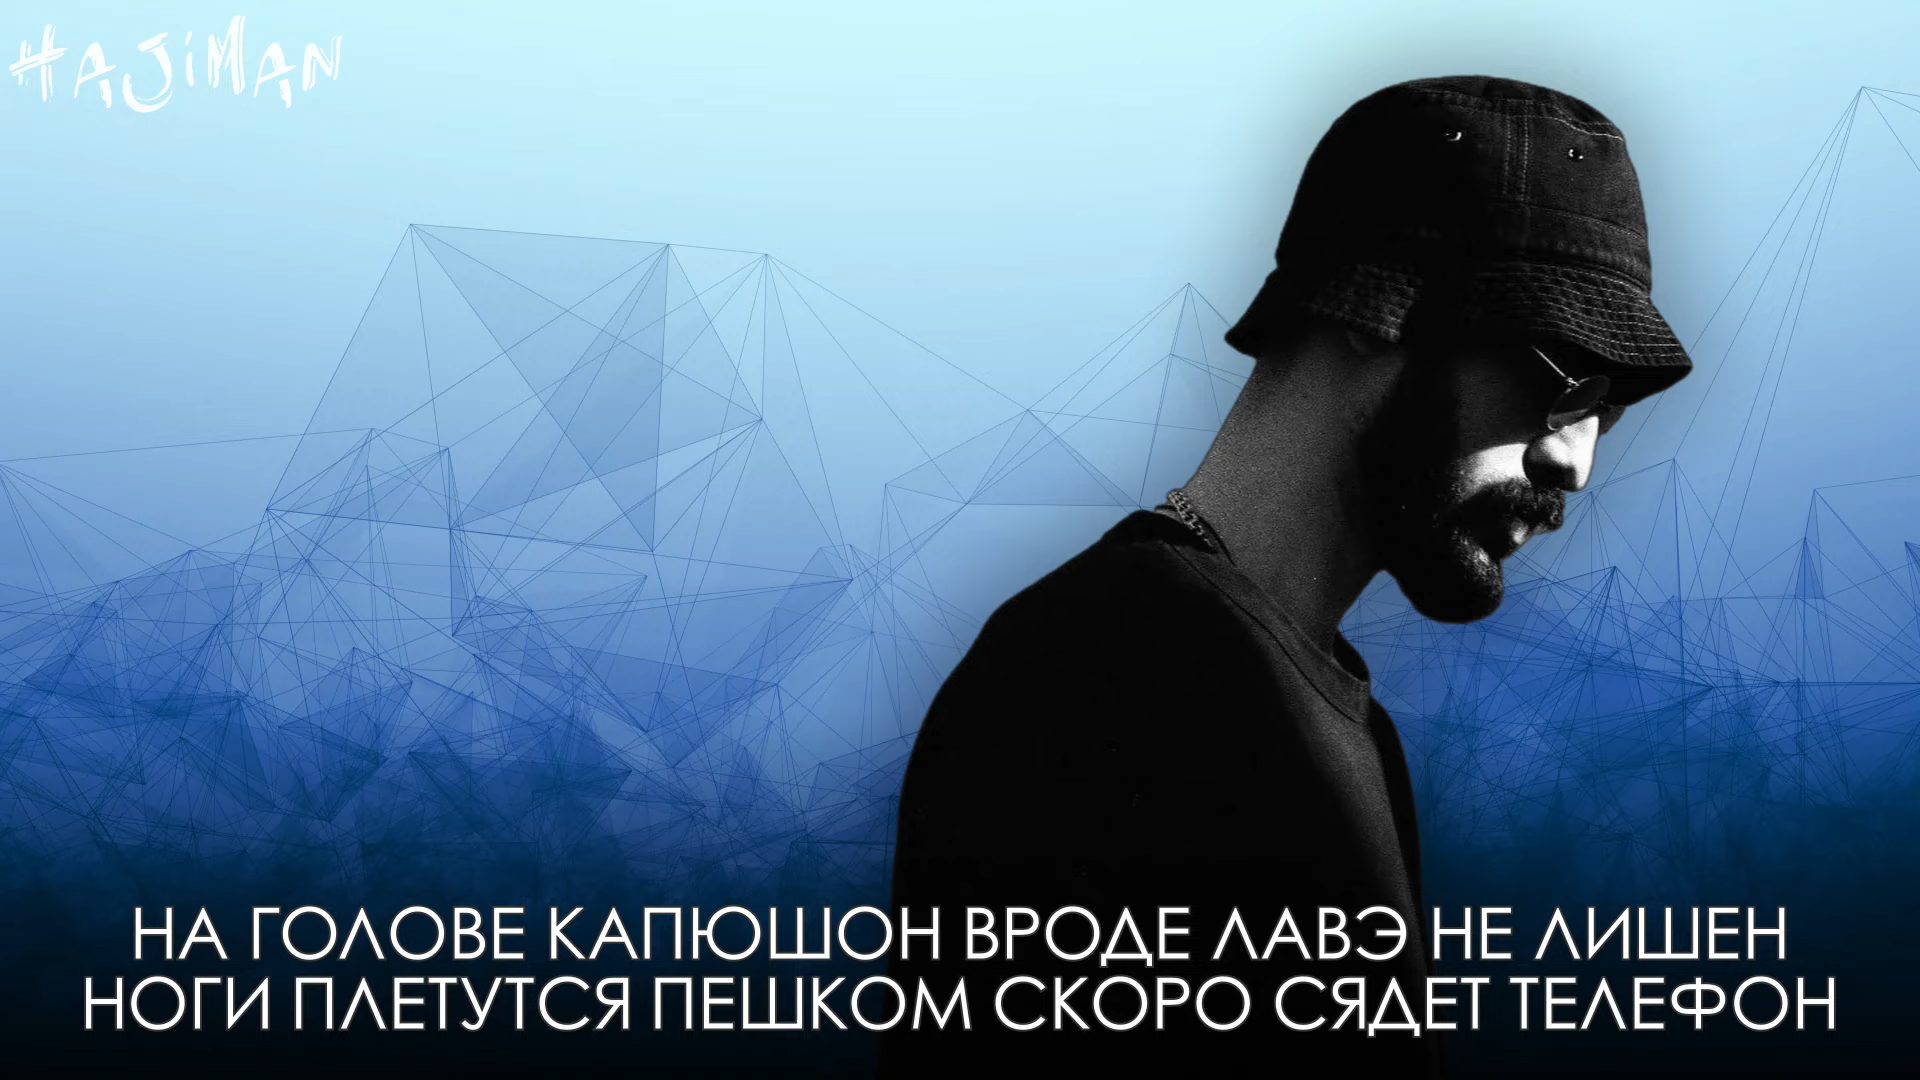 HAJIMAN
НА ГОЛОВЕ КАПЮШОН ВРОДЕ ЛАВЭ НЕ ЛИШЕН
НОГИ ПЛЕТУТСЯ ПЕШКОМ СКОРО СЯДЕТ ТЕЛЕФОН